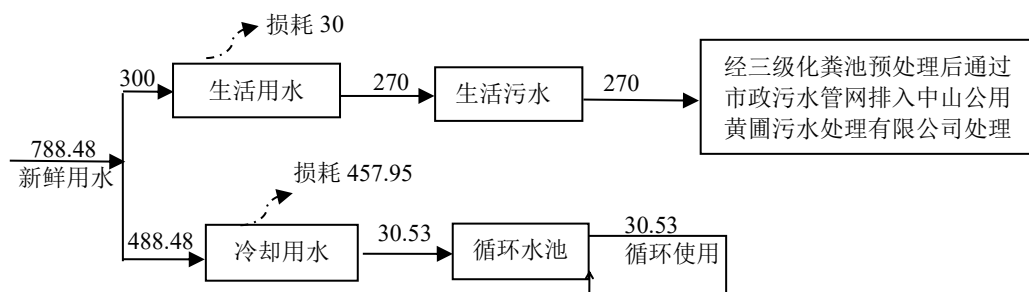 损耗 30
300
生活用水
270
生活污水
270
经三级化粪池预处理后通过
市政污水管网排入中山公用
黄圃污水处理有限公司处理
788.48
新鲜用水
损耗 457.95
488.48
冷却用水
30.53
循环水池
30.53
循环使用